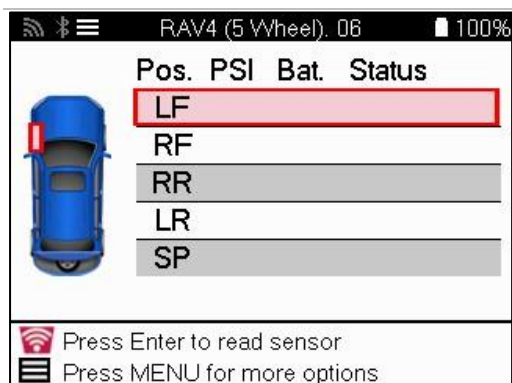 RAV4 (5 Wheel). 06 100%
Pos. PSI Bat. Status
LF
RF
RR
LR
SP
Press Enter to read sensor
Press MENU for more options